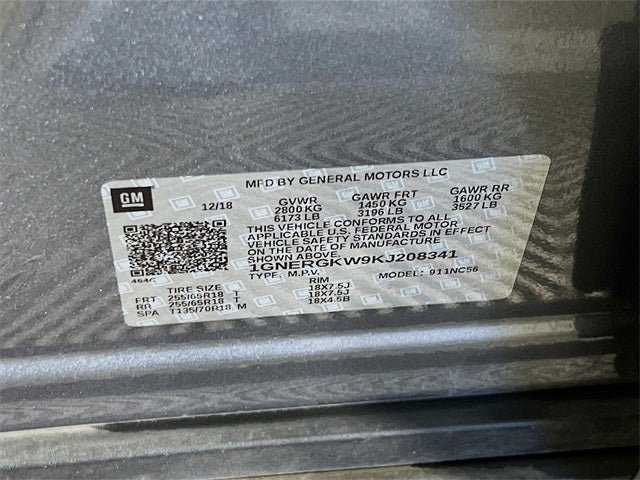 MFD BY GENERAL MOTORS LLC
GM 12/18 GVWR GAWR FRT GAWR RR
2800 KG 1450 KG 1600 KG
6173 LB 3196 LB 3527 LB
THIS VEHICLE CONFORMS TO ALL
APPLICABLE U.S. FEDERAL MOTOR
VEHICLE SAFETY STANDARDS IN EFFECT
ON THE DATE OF MANUFACTURE
SHOWN ABOVE.
1GNERGKW9KJ208341
TYPE: M.P.V. MODEL: 911NC56
TIRE SIZE RIM
FRT 255/65R18 T 18X7.5J
RR 255/65R18 T 18X7.5J
SPA T135/70R18 M 18X4.5B